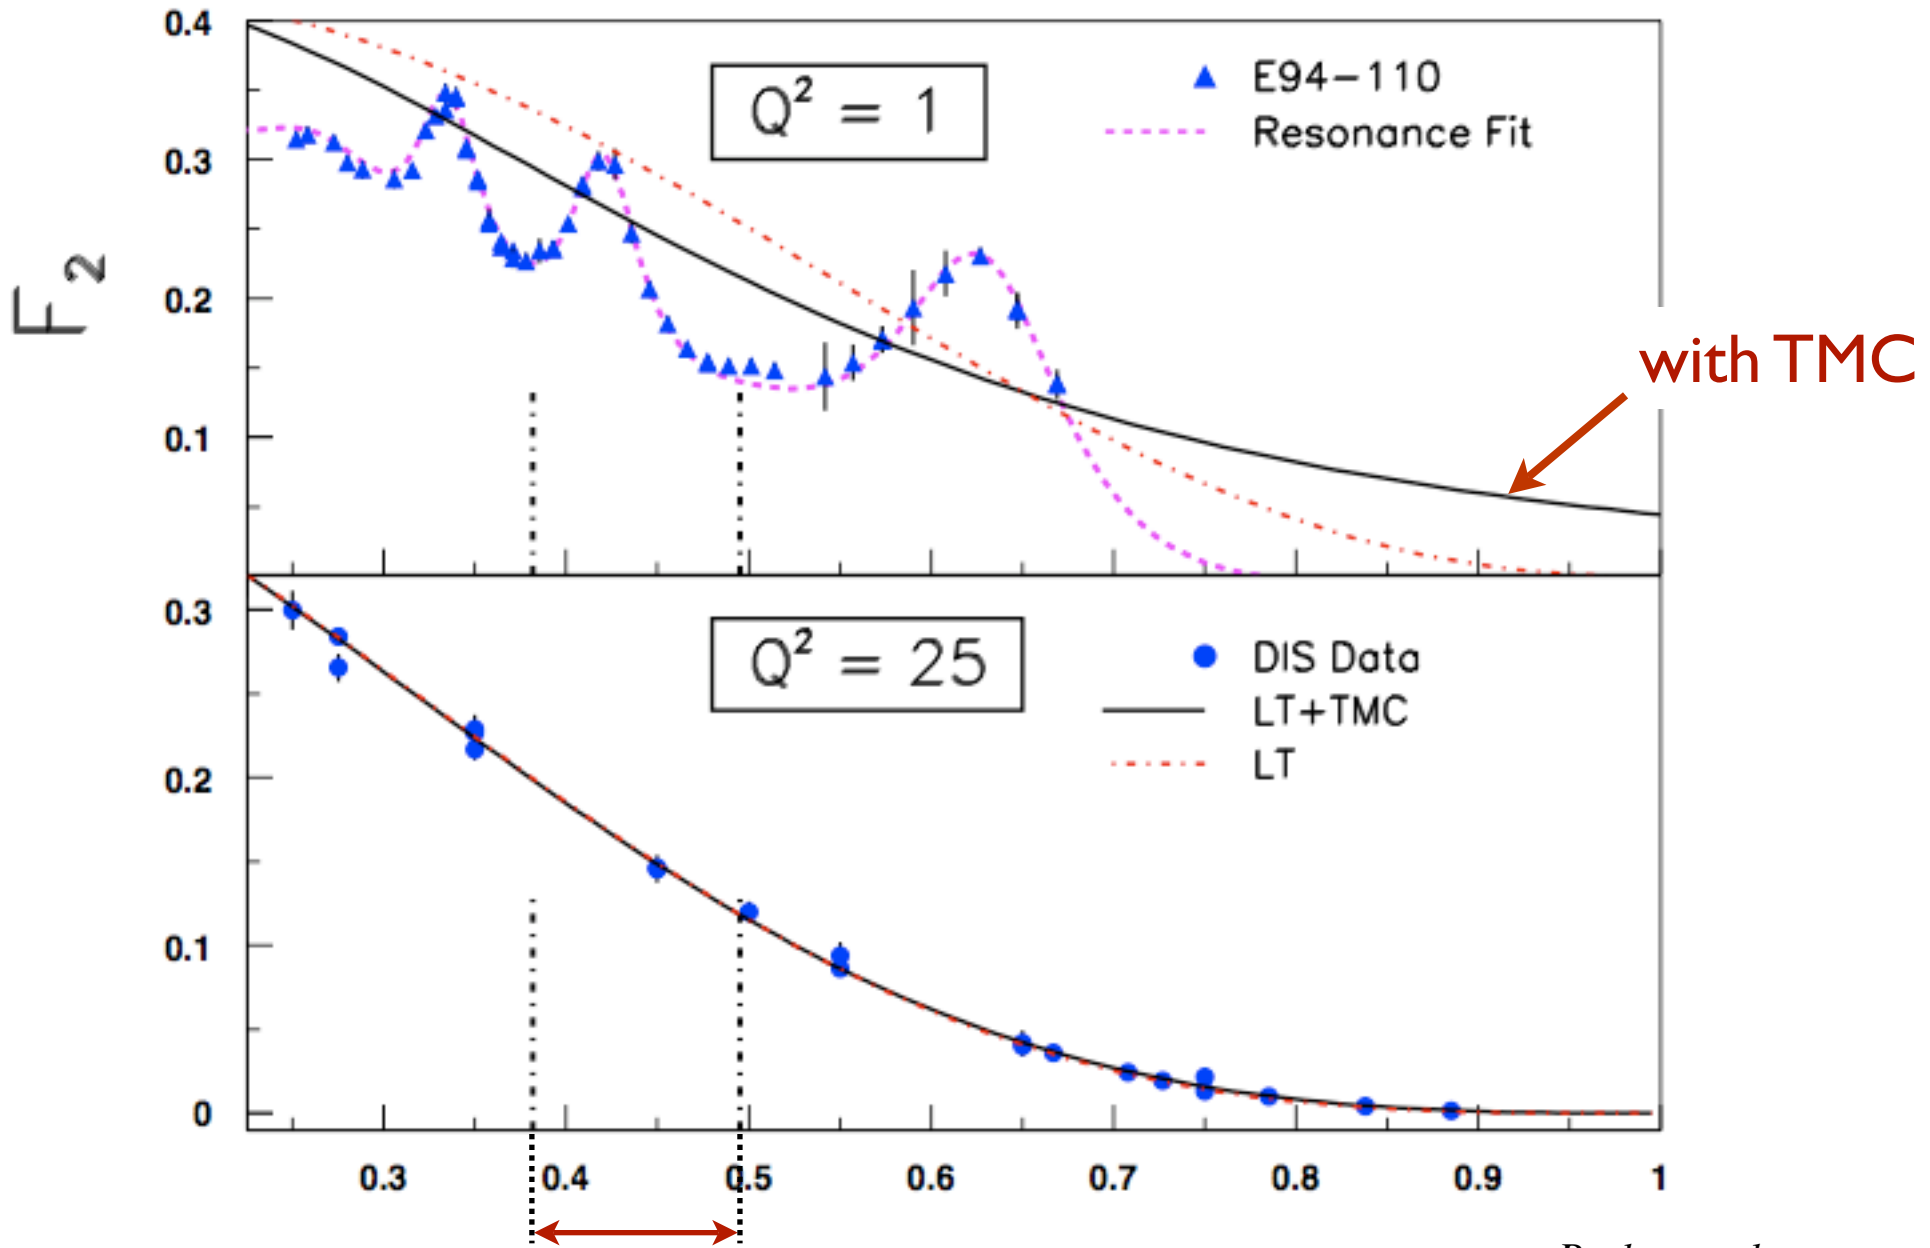 0.4
Q² = 1
E94-110
Resonance Fit
0.3
F₂
0.2
with TMC
0.1
0.3
Q² = 25
DIS Data
LT+TMC
LT
0.2
0.1
0
0.3 0.4 0.5 0.6 0.7 0.8 0.9 1